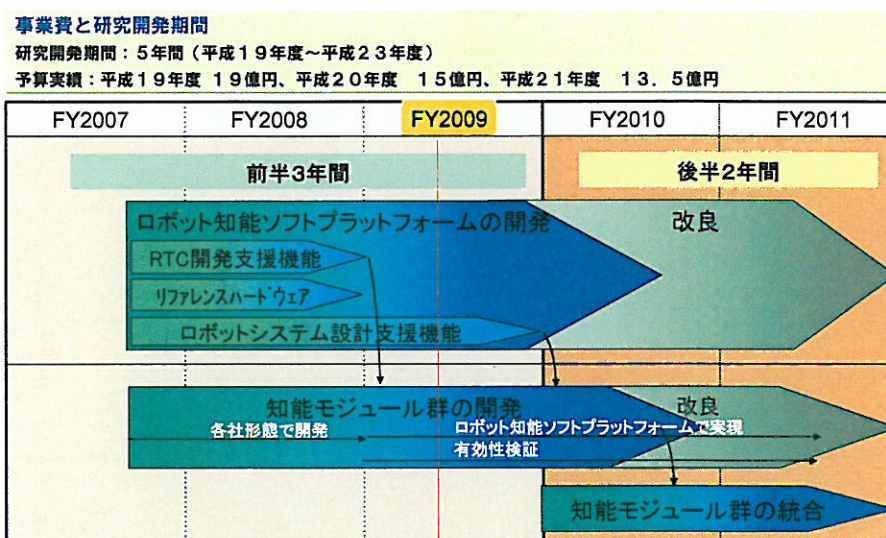 事業費と研究開発期間
研究開発期間：5年間（平成１９年度～平成２３年度）
予算実績：平成１９年度 １９億円、平成２０年度　１５億円、平成２１年度　１３．５億円
FY2007 FY2008 FY2009 FY2010 FY2011
前半3年間 後半2年間
ロボット知能ソフトプラットフォームの開発 改良
RTC開発支援機能
リファレンスハードウェア
ロボットシステム設計支援機能
知能モジュール群の開発 改良
各社形態で開発 ロボット知能ソフトプラットフォームで実現
有効性検証
知能モジュール群の統合